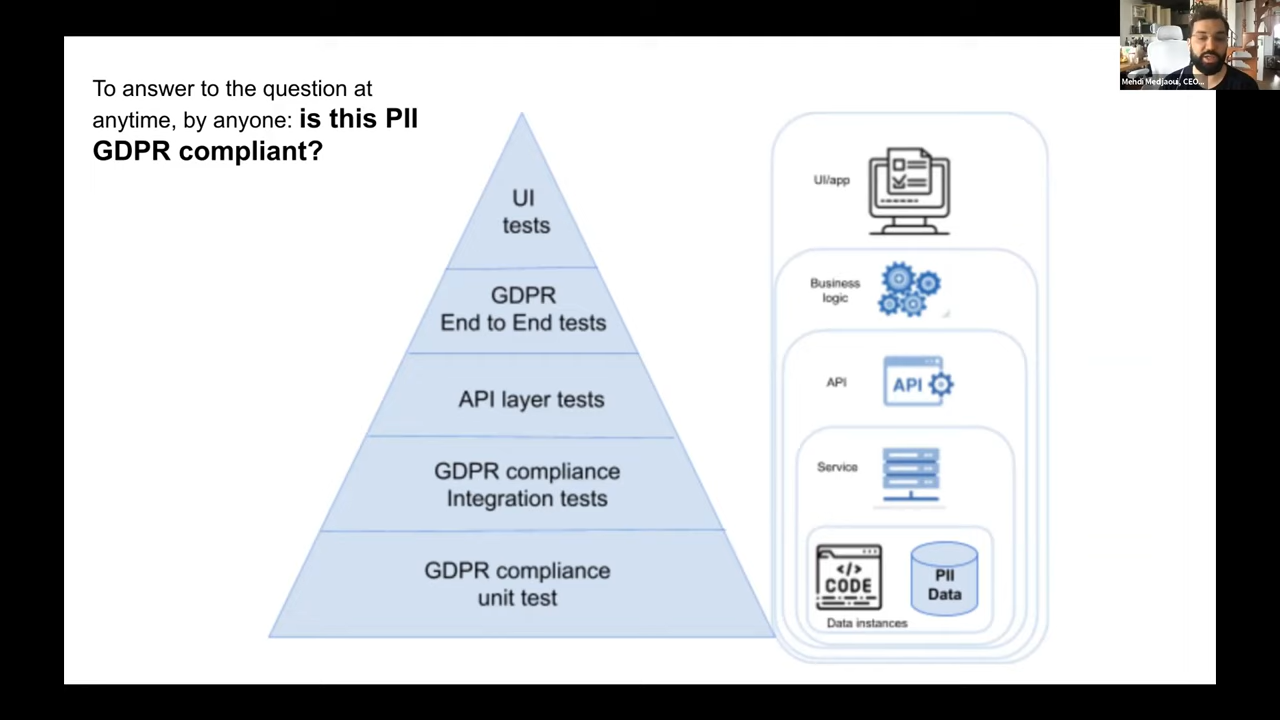 To answer to the question at
anytime, by anyone: is this PII
GDPR compliant?
UI
tests
GDPR
End to End tests
API layer tests
GDPR compliance
Integration tests
GDPR compliance
unit test
UI/app
Business
logic
API
API
Service
</>
CODE
PII
Data
Data instances
Mehdi Medjaoui, CEO...